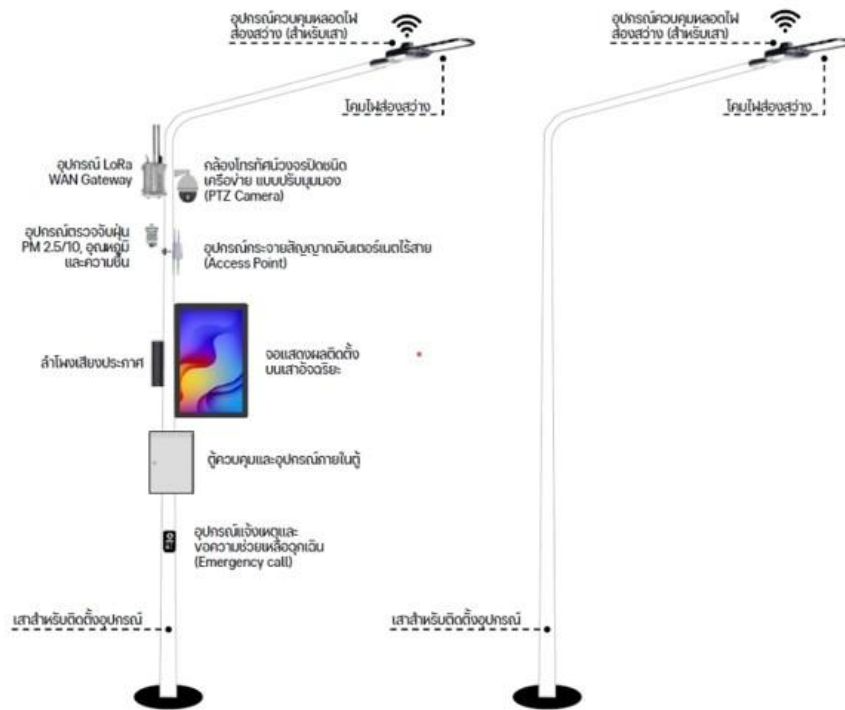 อุปกรณ์ควบคุมหลอดไฟ
ส่องสว่าง (สำหรับเสา)
โคมไฟส่องสว่าง
อุปกรณ์ LoRa
WAN Gateway
กล้องโทรทัศน์วงจรปิดชนิด
เครือข่าย แบบปรับมุมมอง
(PTZ Camera)
อุปกรณ์ตรวจจับฝุ่น
PM 2.5/10, อุณหภูมิ
และความชื้น
อุปกรณ์กระจายสัญญาณอินเตอร์เนตไร้สาย
(Access Point)
ลำโพงเสียงประกาศ
จอแสดงผลติดตั้ง
บนเสาอัจฉริยะ
ตู้ควบคุมและอุปกรณ์ภายในตู้
อุปกรณ์แจ้งเหตุและ
ขอความช่วยเหลือฉุกเฉิน
(Emergency call)
เสาสำหรับติดตั้งอุปกรณ์
อุปกรณ์ควบคุมหลอดไฟ
ส่องสว่าง (สำหรับเสา)
โคมไฟส่องสว่าง
เสาสำหรับติดตั้งอุปกรณ์